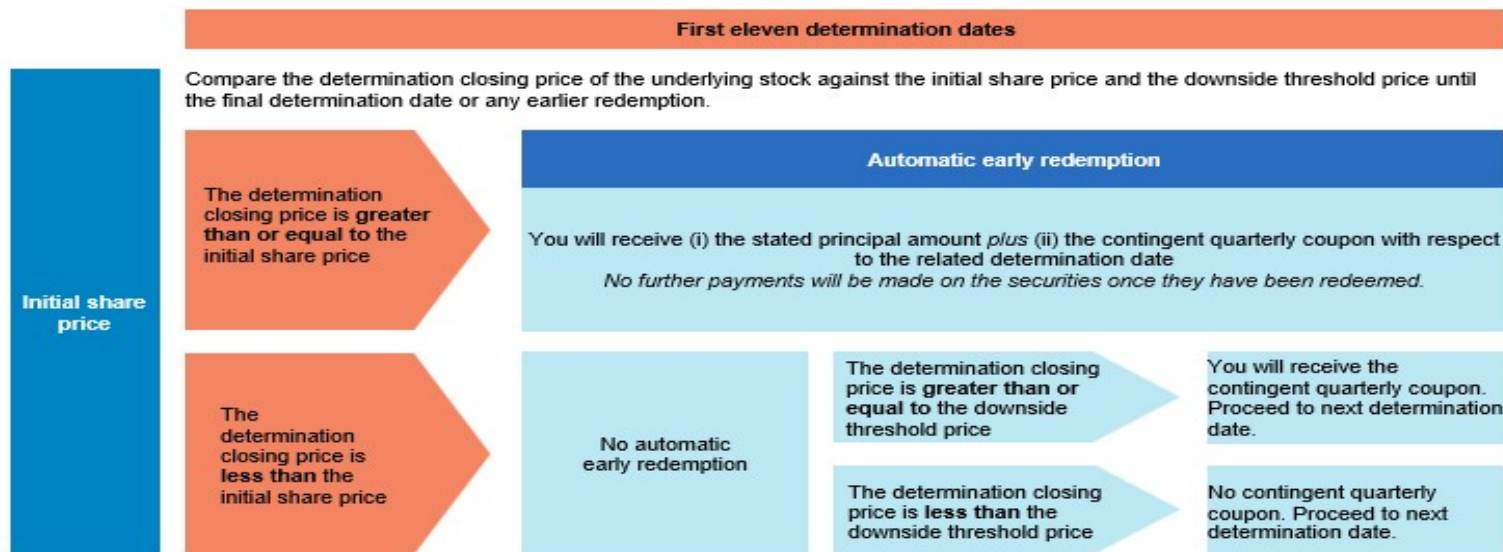 First eleven determination dates
Compare the determination closing price of the underlying stock against the initial share price and the downside threshold price until
the final determination date or any earlier redemption.
Initial share
price
The determination
closing price is greater
than or equal to the
initial share price
Automatic early redemption
You will receive (i) the stated principal amount plus (ii) the contingent quarterly coupon with respect
to the related determination date
No further payments will be made on the securities once they have been redeemed.
The
determination
closing price is
less than the
initial share price
No automatic
early redemption
The determination closing
price is greater than or
equal to the downside
threshold price
You will receive the
contingent quarterly coupon.
Proceed to next determination
date.
The determination closing
price is less than the
downside threshold price
No contingent quarterly
coupon. Proceed to next
determination date.